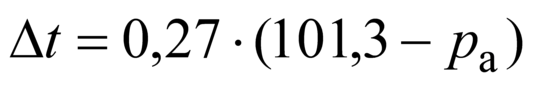 Δt = 0,27 · (101,3 − pₐ)